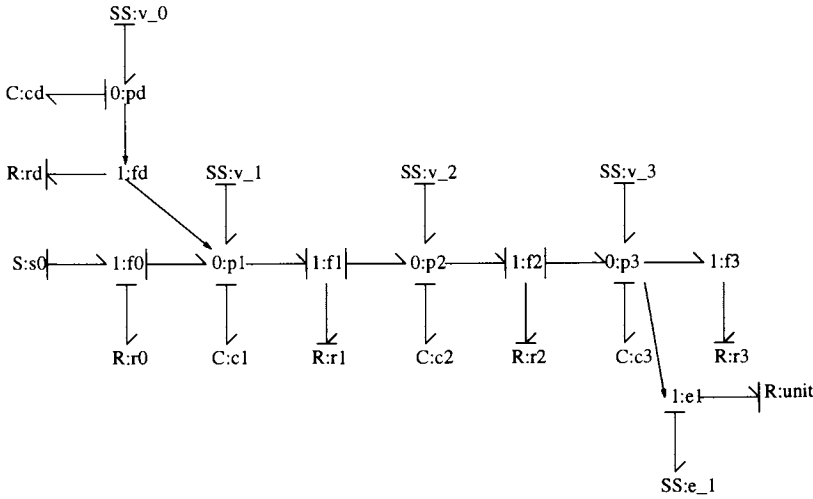 SS:v_0
C:cd 0:pd
R:rd 1:fd SS:v_1 SS:v_2 SS:v_3
S:s0 1:f0 0:p1 1:f1 0:p2 1:f2 0:p3 1:f3
R:r0 C:c1 R:r1 C:c2 R:r2 C:c3 R:r3
1:e1 R:unit
SS:e_1